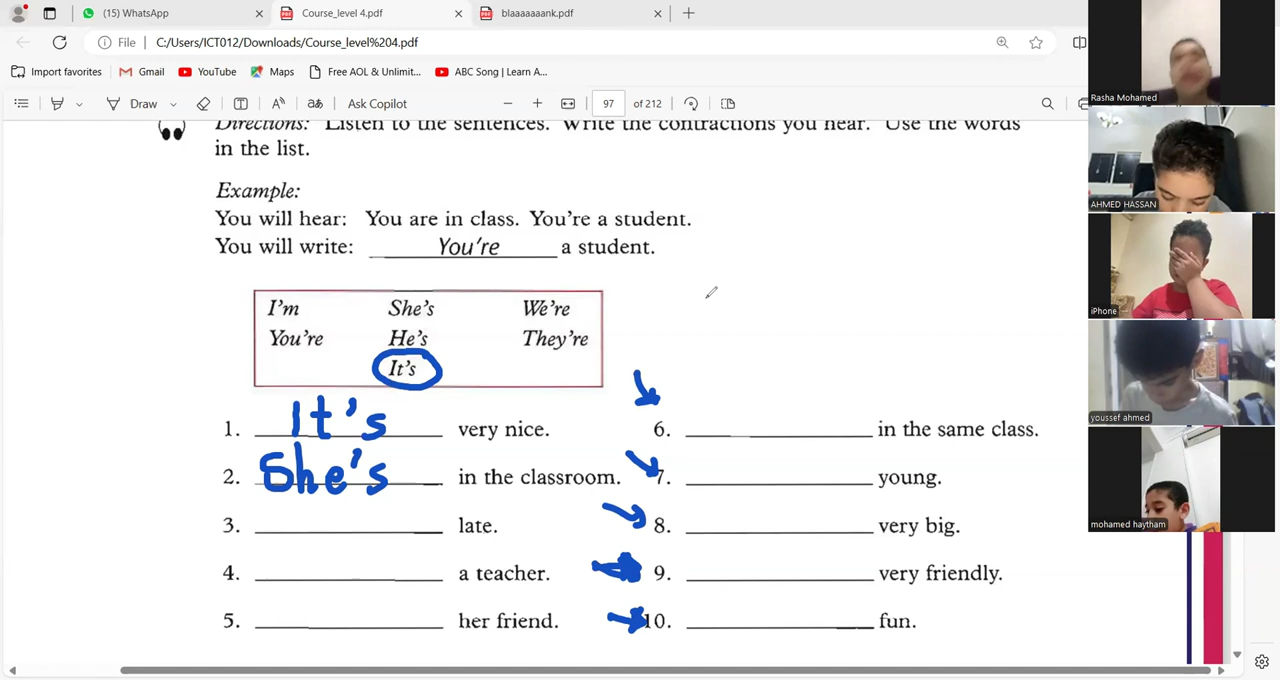 (15) WhatsApp
Course_level 4.pdf
blaaaaaaank.pdf
File
C:/Users/ICT012/Downloads/Course_level%204.pdf
Import favorites
Gmail
YouTube
Maps
Free AOL & Unlimit...
ABC Song | Learn A...
Draw
Ask Copilot
97 of 212
Directions: Listen to the sentences. Write the contractions you hear. Use the words
in the list.
Example:
You will hear: You are in class. You're a student.
You will write: You're a student.
I'm She's We're
You're He's They're
It's
1. It's very nice.
2. She's in the classroom.
3. late.
4. a teacher.
5. her friend.
6. in the same class.
7. young.
8. very big.
9. very friendly.
10. fun.
Rasha Mohamed
AHMED HASSAN
iPhone
youssef ahmed
mohamed haytham